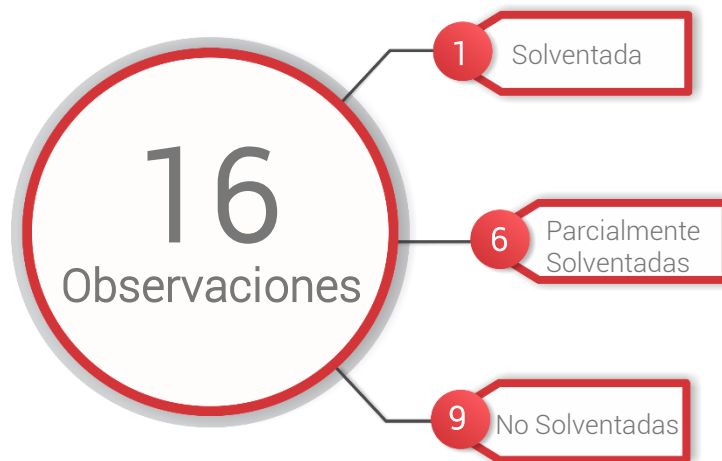 16
Observaciones
1
Solventada
6
Parcialmente
Solventadas
9
No Solventadas